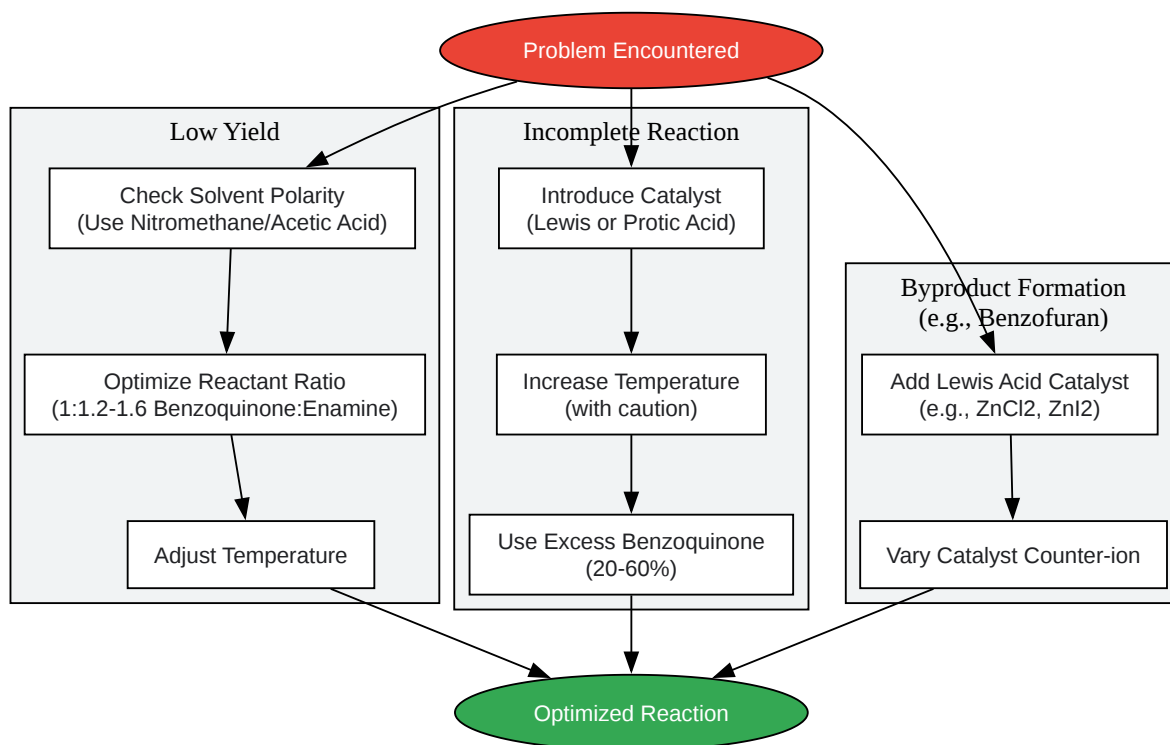 Problem Encountered
Low Yield
Check Solvent Polarity
(Use Nitromethane/Acetic Acid)
Optimize Reactant Ratio
(1:1.2-1.6 Benzoquinone:Enamine)
Adjust Temperature
Incomplete Reaction
Introduce Catalyst
(Lewis or Protic Acid)
Increase Temperature
(with caution)
Use Excess Benzoquinone
(20-60%)
Byproduct Formation
(e.g., Benzofuran)
Add Lewis Acid Catalyst
(e.g., ZnCl2, ZnI2)
Vary Catalyst Counter-ion
Optimized Reaction